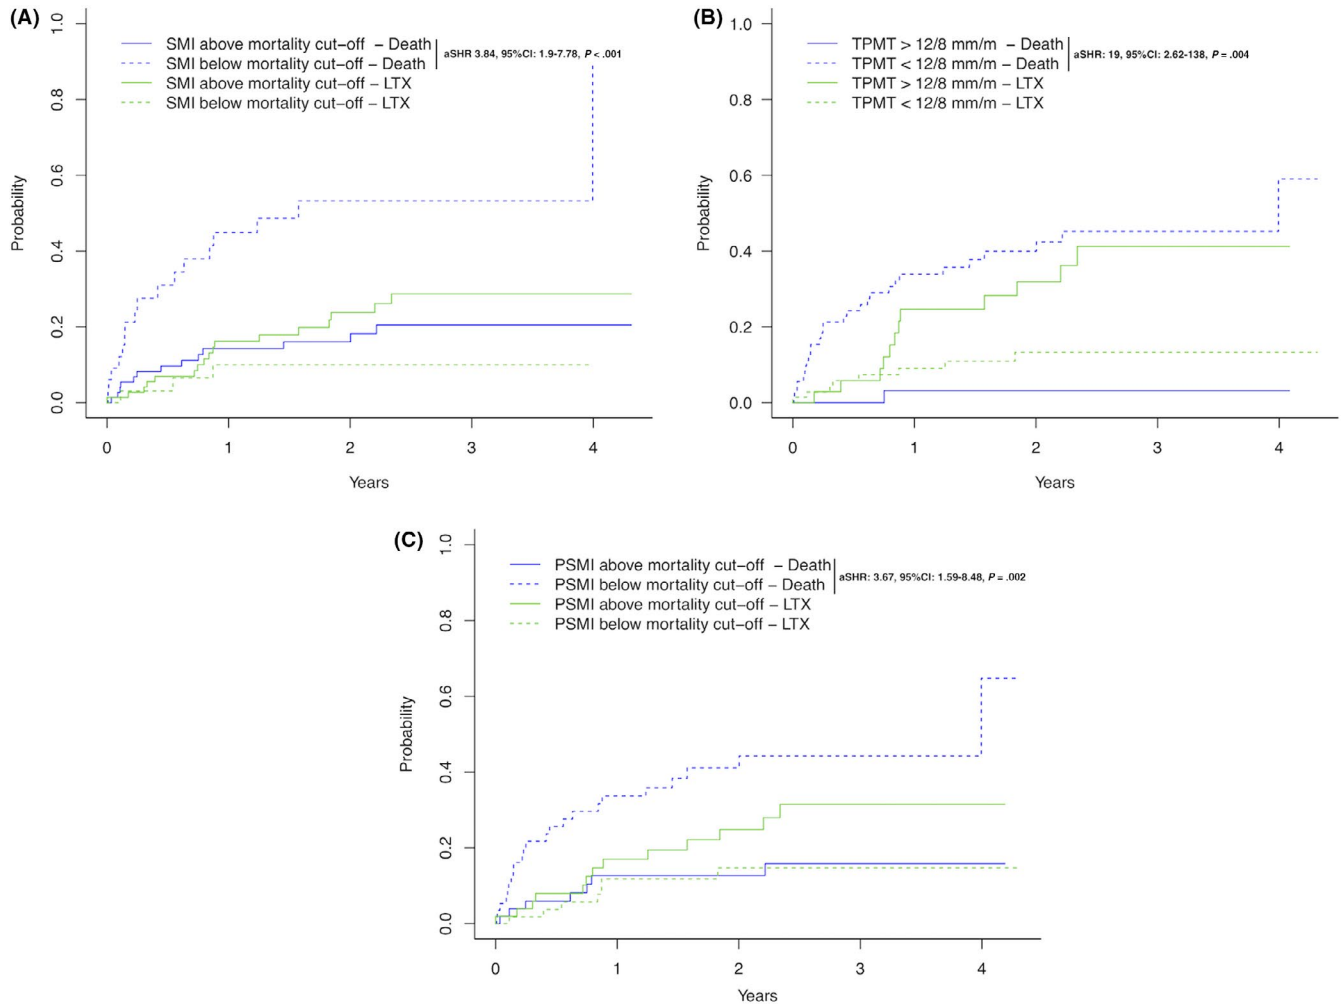 (A)
SMI above mortality cut−off − Death
SMI below mortality cut−off − Death
SMI above mortality cut−off − LTX
SMI below mortality cut−off − LTX
aSHR 3.84, 95%CI: 1.9-7.78, P < .001
Probability
1.0
0.8
0.6
0.4
0.2
0.0
0 1 2 3 4
Years
(B)
TPMT > 12/8 mm/m − Death
TPMT < 12/8 mm/m − Death
TPMT > 12/8 mm/m − LTX
TPMT < 12/8 mm/m − LTX
aSHR: 19, 95%CI: 2.62-138, P = .004
Probability
1.0
0.8
0.6
0.4
0.2
0.0
0 1 2 3 4
Years
(C)
PSMI above mortality cut−off − Death
PSMI below mortality cut−off − Death
PSMI above mortality cut−off − LTX
PSMI below mortality cut−off − LTX
aSHR: 3.67, 95%CI: 1.59-8.48, P = .002
Probability
1.0
0.8
0.6
0.4
0.2
0.0
0 1 2 3 4
Years